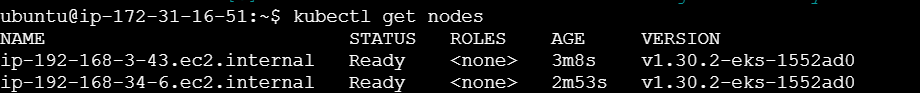 ubuntu@ip-172-31-16-51:~$ kubectl get nodes
NAME STATUS ROLES AGE VERSION
ip-192-168-3-43.ec2.internal Ready <none> 3m8s v1.30.2-eks-1552ad0
ip-192-168-34-6.ec2.internal Ready <none> 2m53s v1.30.2-eks-1552ad0